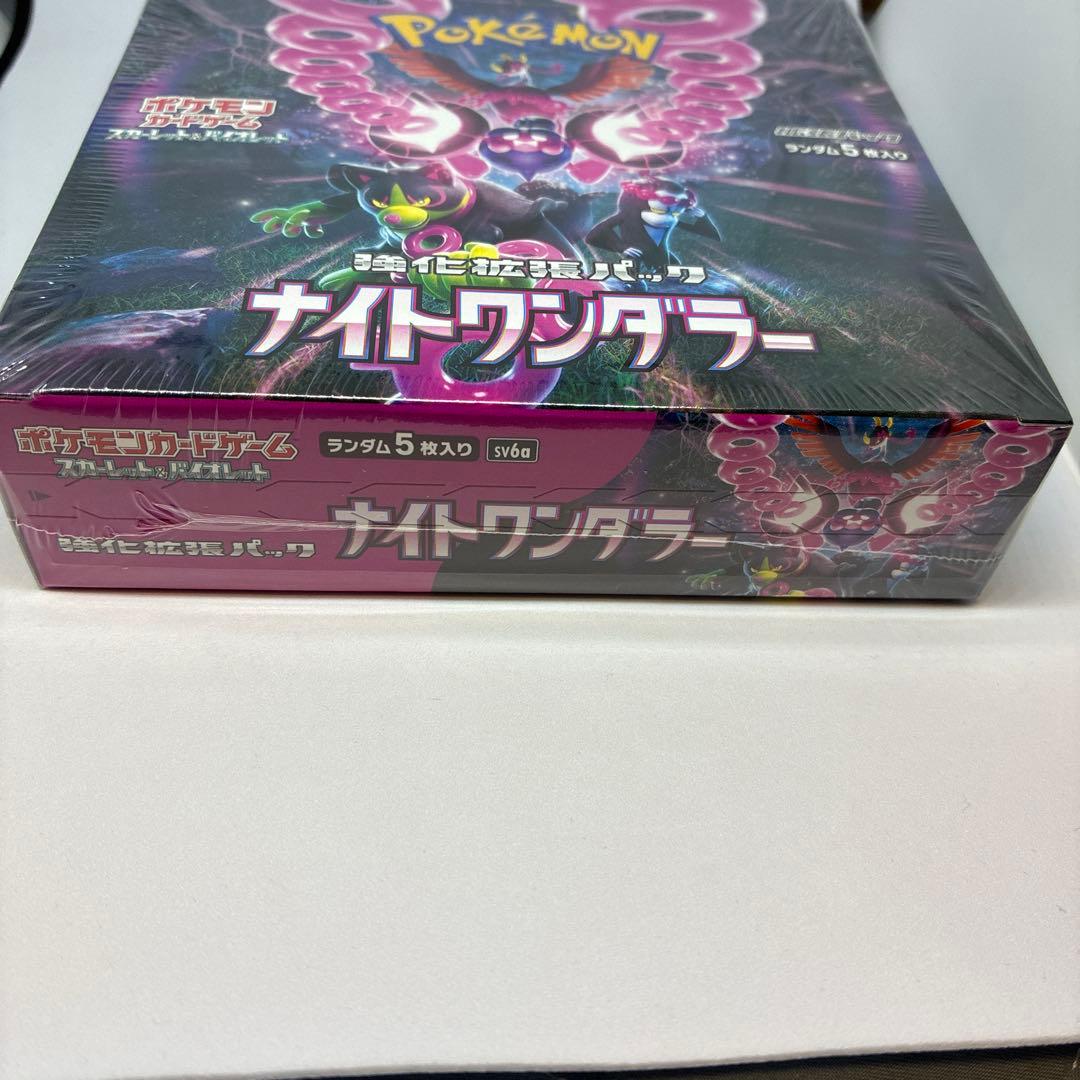 POKéMON
ポケモン
カードゲーム
スカーレット&バイオレット
ランダム5枚入り
強化拡張パック
ナイトワンダラー
ポケモンカードゲーム
スカーレット&バイオレット
ランダム5枚入り
sv6a
強化拡張パック
ナイトワンダラー